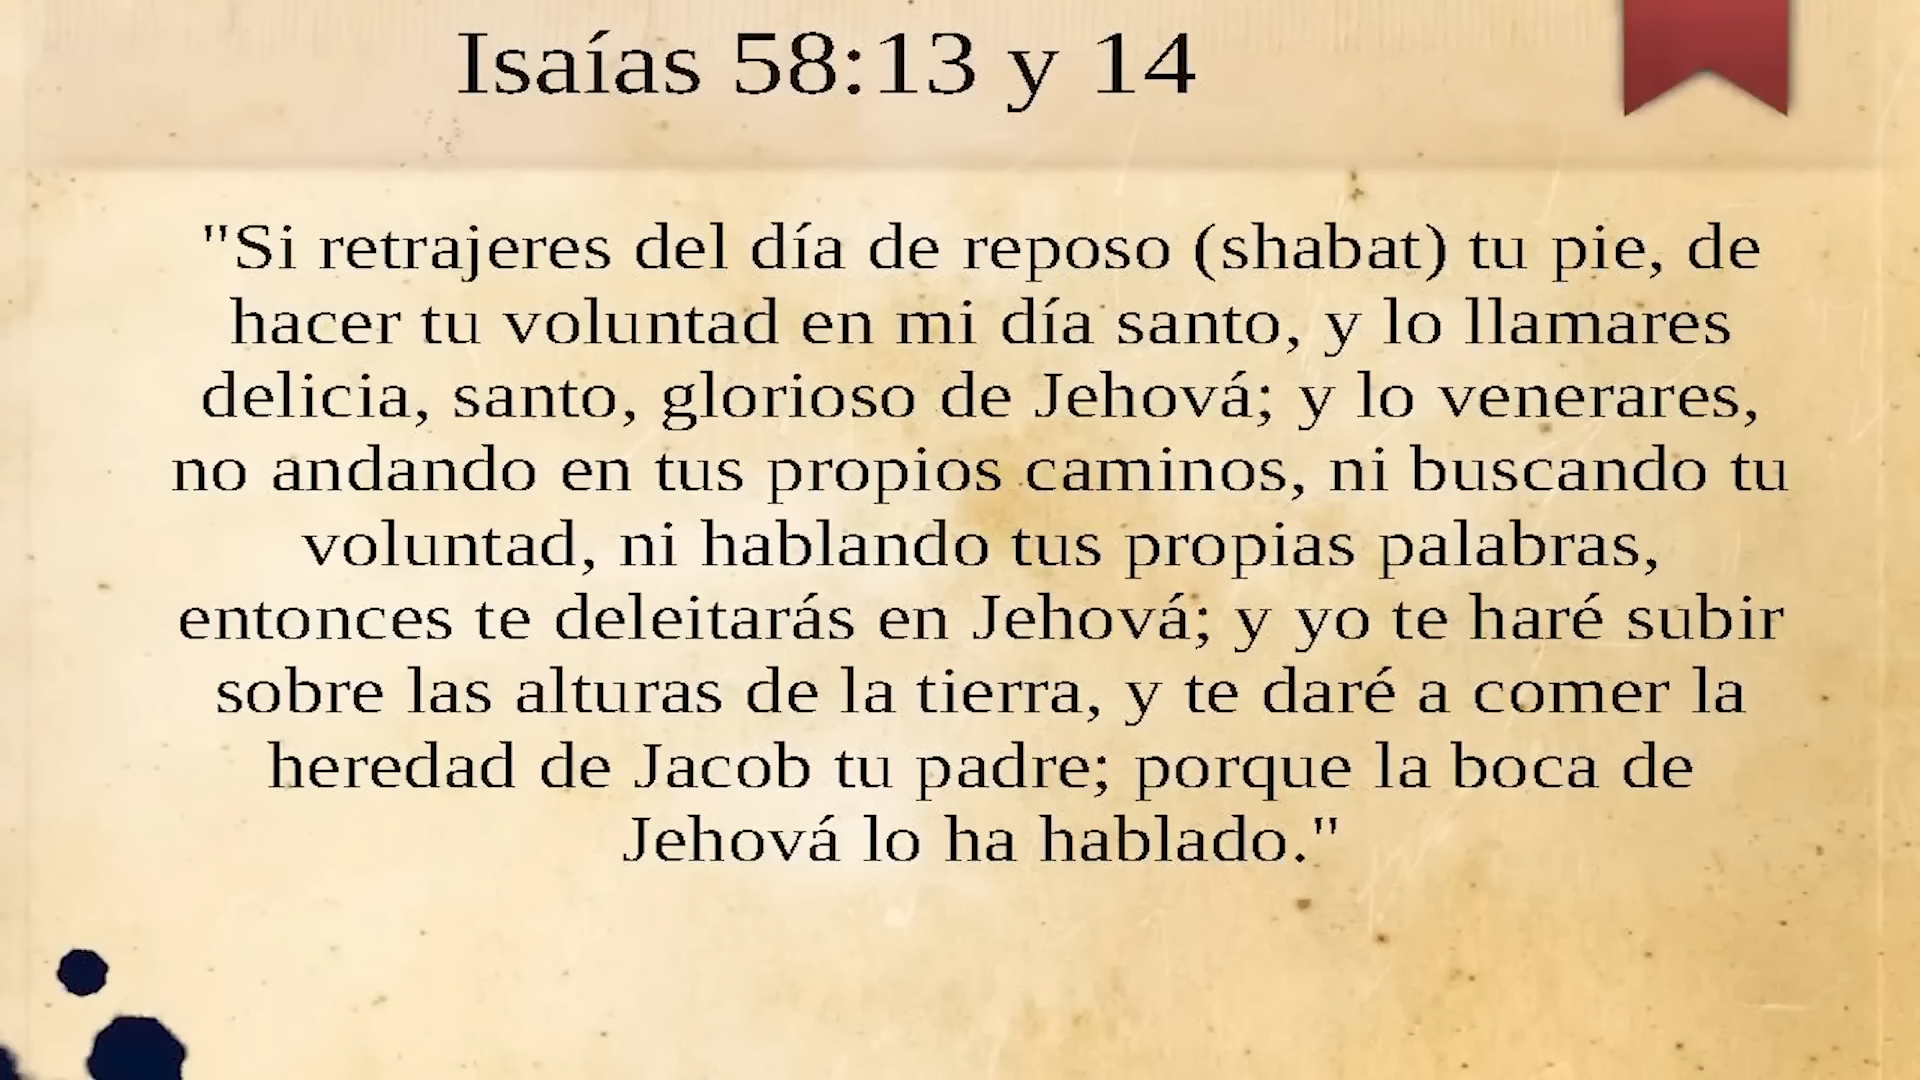 Isaías 58:13 y 14
"Si retrajeres del día de reposo (shabat) tu pie, de
hacer tu voluntad en mi día santo, y lo llamares
delicia, santo, glorioso de Jehová; y lo venerares,
no andando en tus propios caminos, ni buscando tu
voluntad, ni hablando tus propias palabras,
entonces te deleitarás en Jehová; y yo te haré subir
sobre las alturas de la tierra, y te daré a comer la
heredad de Jacob tu padre; porque la boca de
Jehová lo ha hablado."